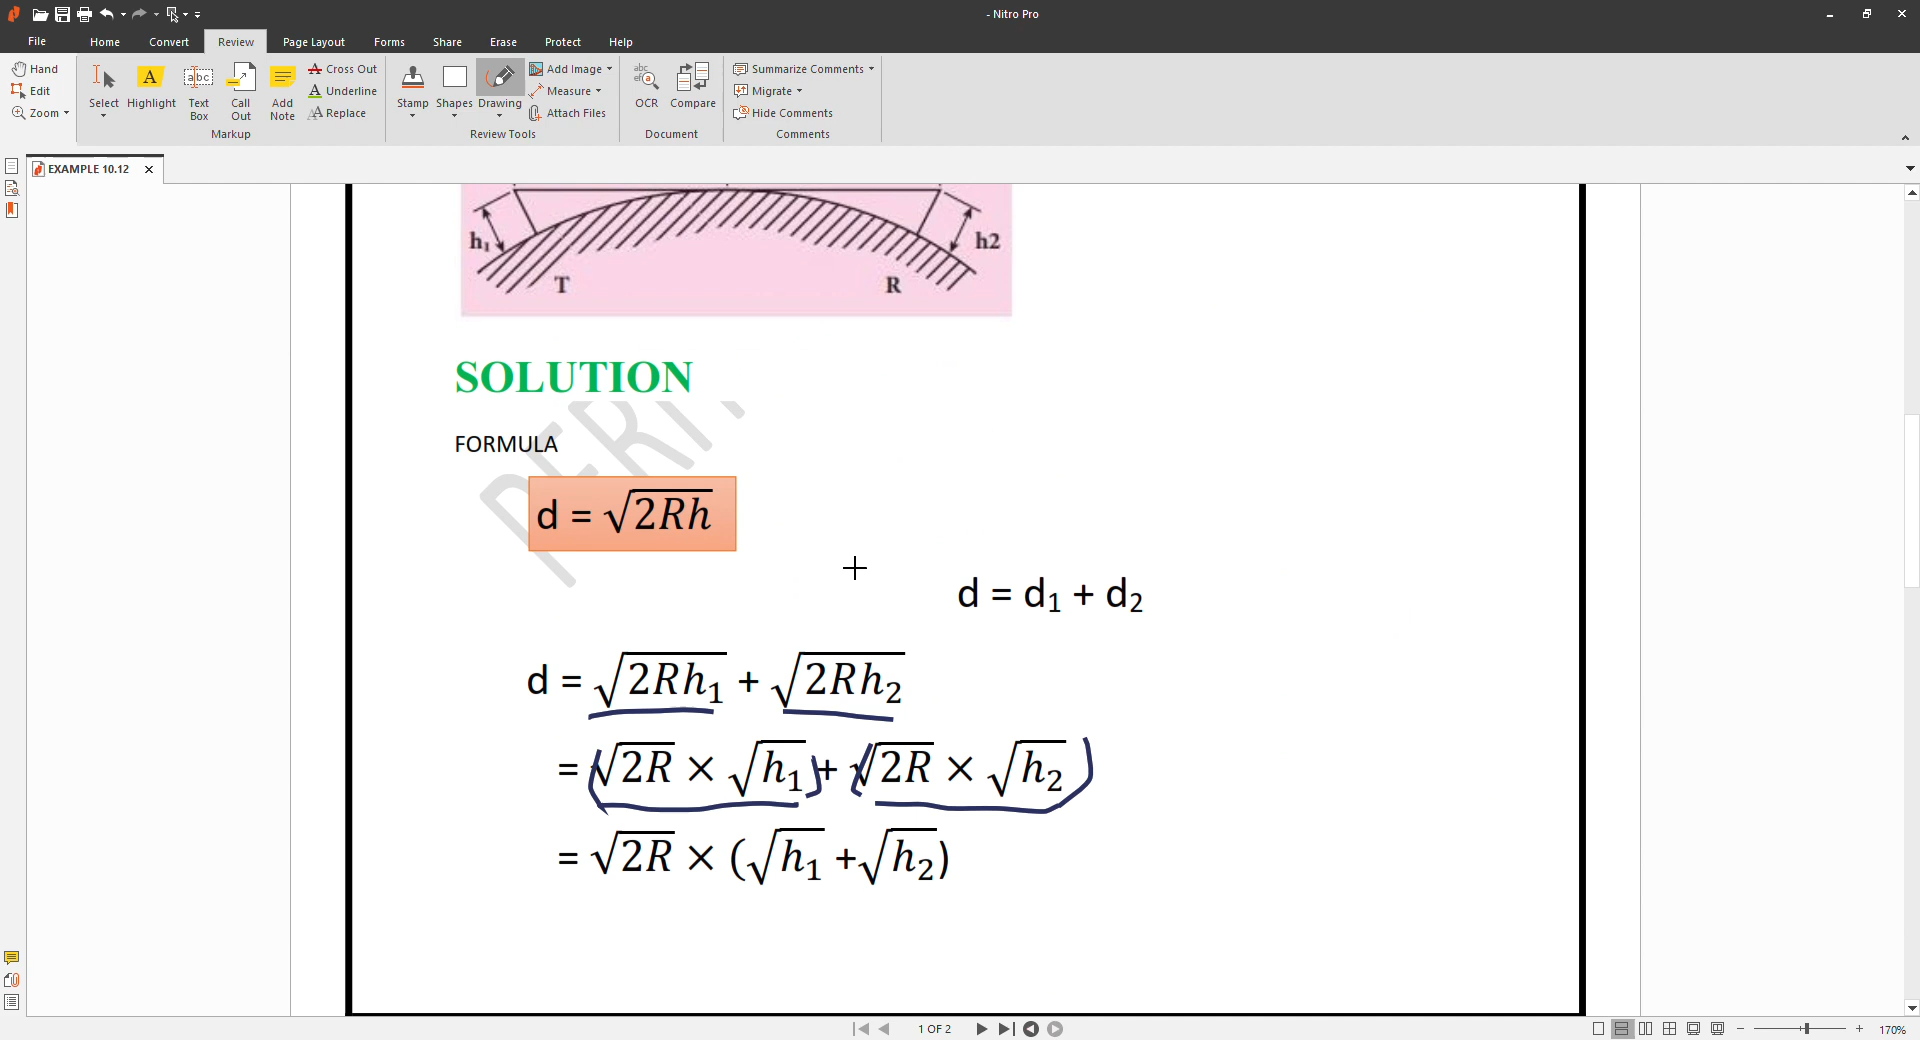 - Nitro Pro
File Home Convert Review Page Layout Forms Share Erase Protect Help
Hand
Edit
Zoom
Select
Highlight
Text Box
Call Out
Add Note
Cross Out
Underline
Replace
Markup
Stamp
Shapes
Drawing
Add Image
Measure
Attach Files
Review Tools
OCR
Compare
Document
Summarize Comments
Migrate
Hide Comments
Comments
EXAMPLE 10.12
h₁ h2
T R
SOLUTION
FORMULA
d = √2Rh
d = d₁ + d₂
d = √2Rh₁ + √2Rh₂
= √2R × √h₁ + √2R × √h₂
= √2R × (√h₁ +√h₂)
1 OF 2
170%